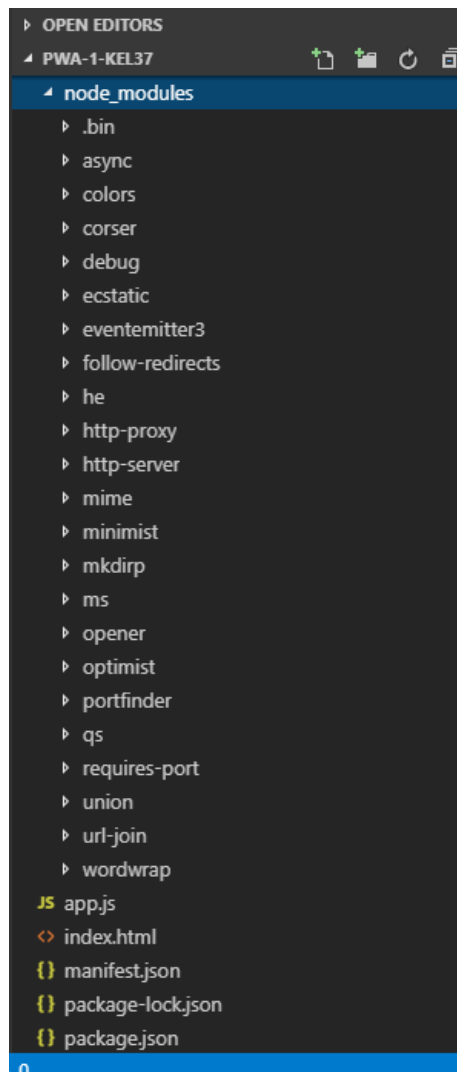 OPEN EDITORS
PWA-1-KEL37
node_modules
.bin
async
colors
corser
debug
ecstatic
eventemitter3
follow-redirects
he
http-proxy
http-server
mime
minimist
mkdirp
ms
opener
optimist
portfinder
qs
requires-port
union
url-join
wordwrap
JS app.js
<> index.html
{} manifest.json
{} package-lock.json
{} package.json